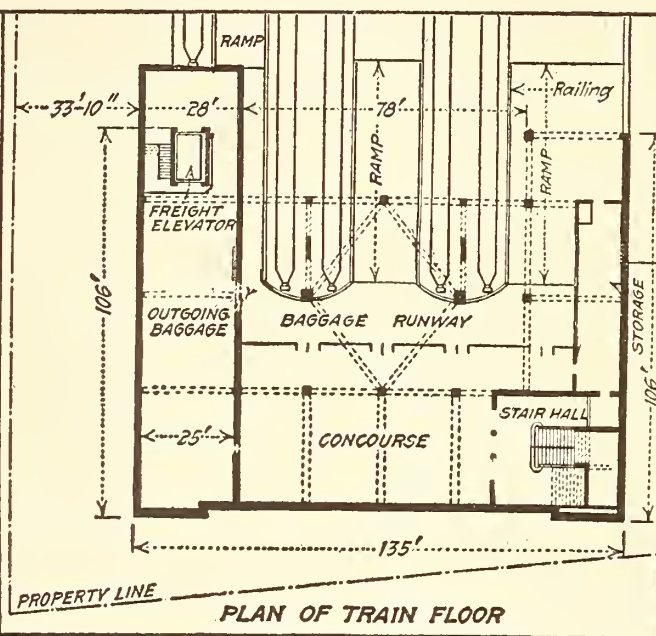 RAMP
33'-10"
28'
78'
Railing
RAMP
RAMP
FREIGHT
ELEVATOR
106'
OUTGOING
BAGGAGE
BAGGAGE RUNWAY
STORAGE
106'
STAIR HALL
25'
CONCOURSE
135'
PROPERTY LINE
PLAN OF TRAIN FLOOR